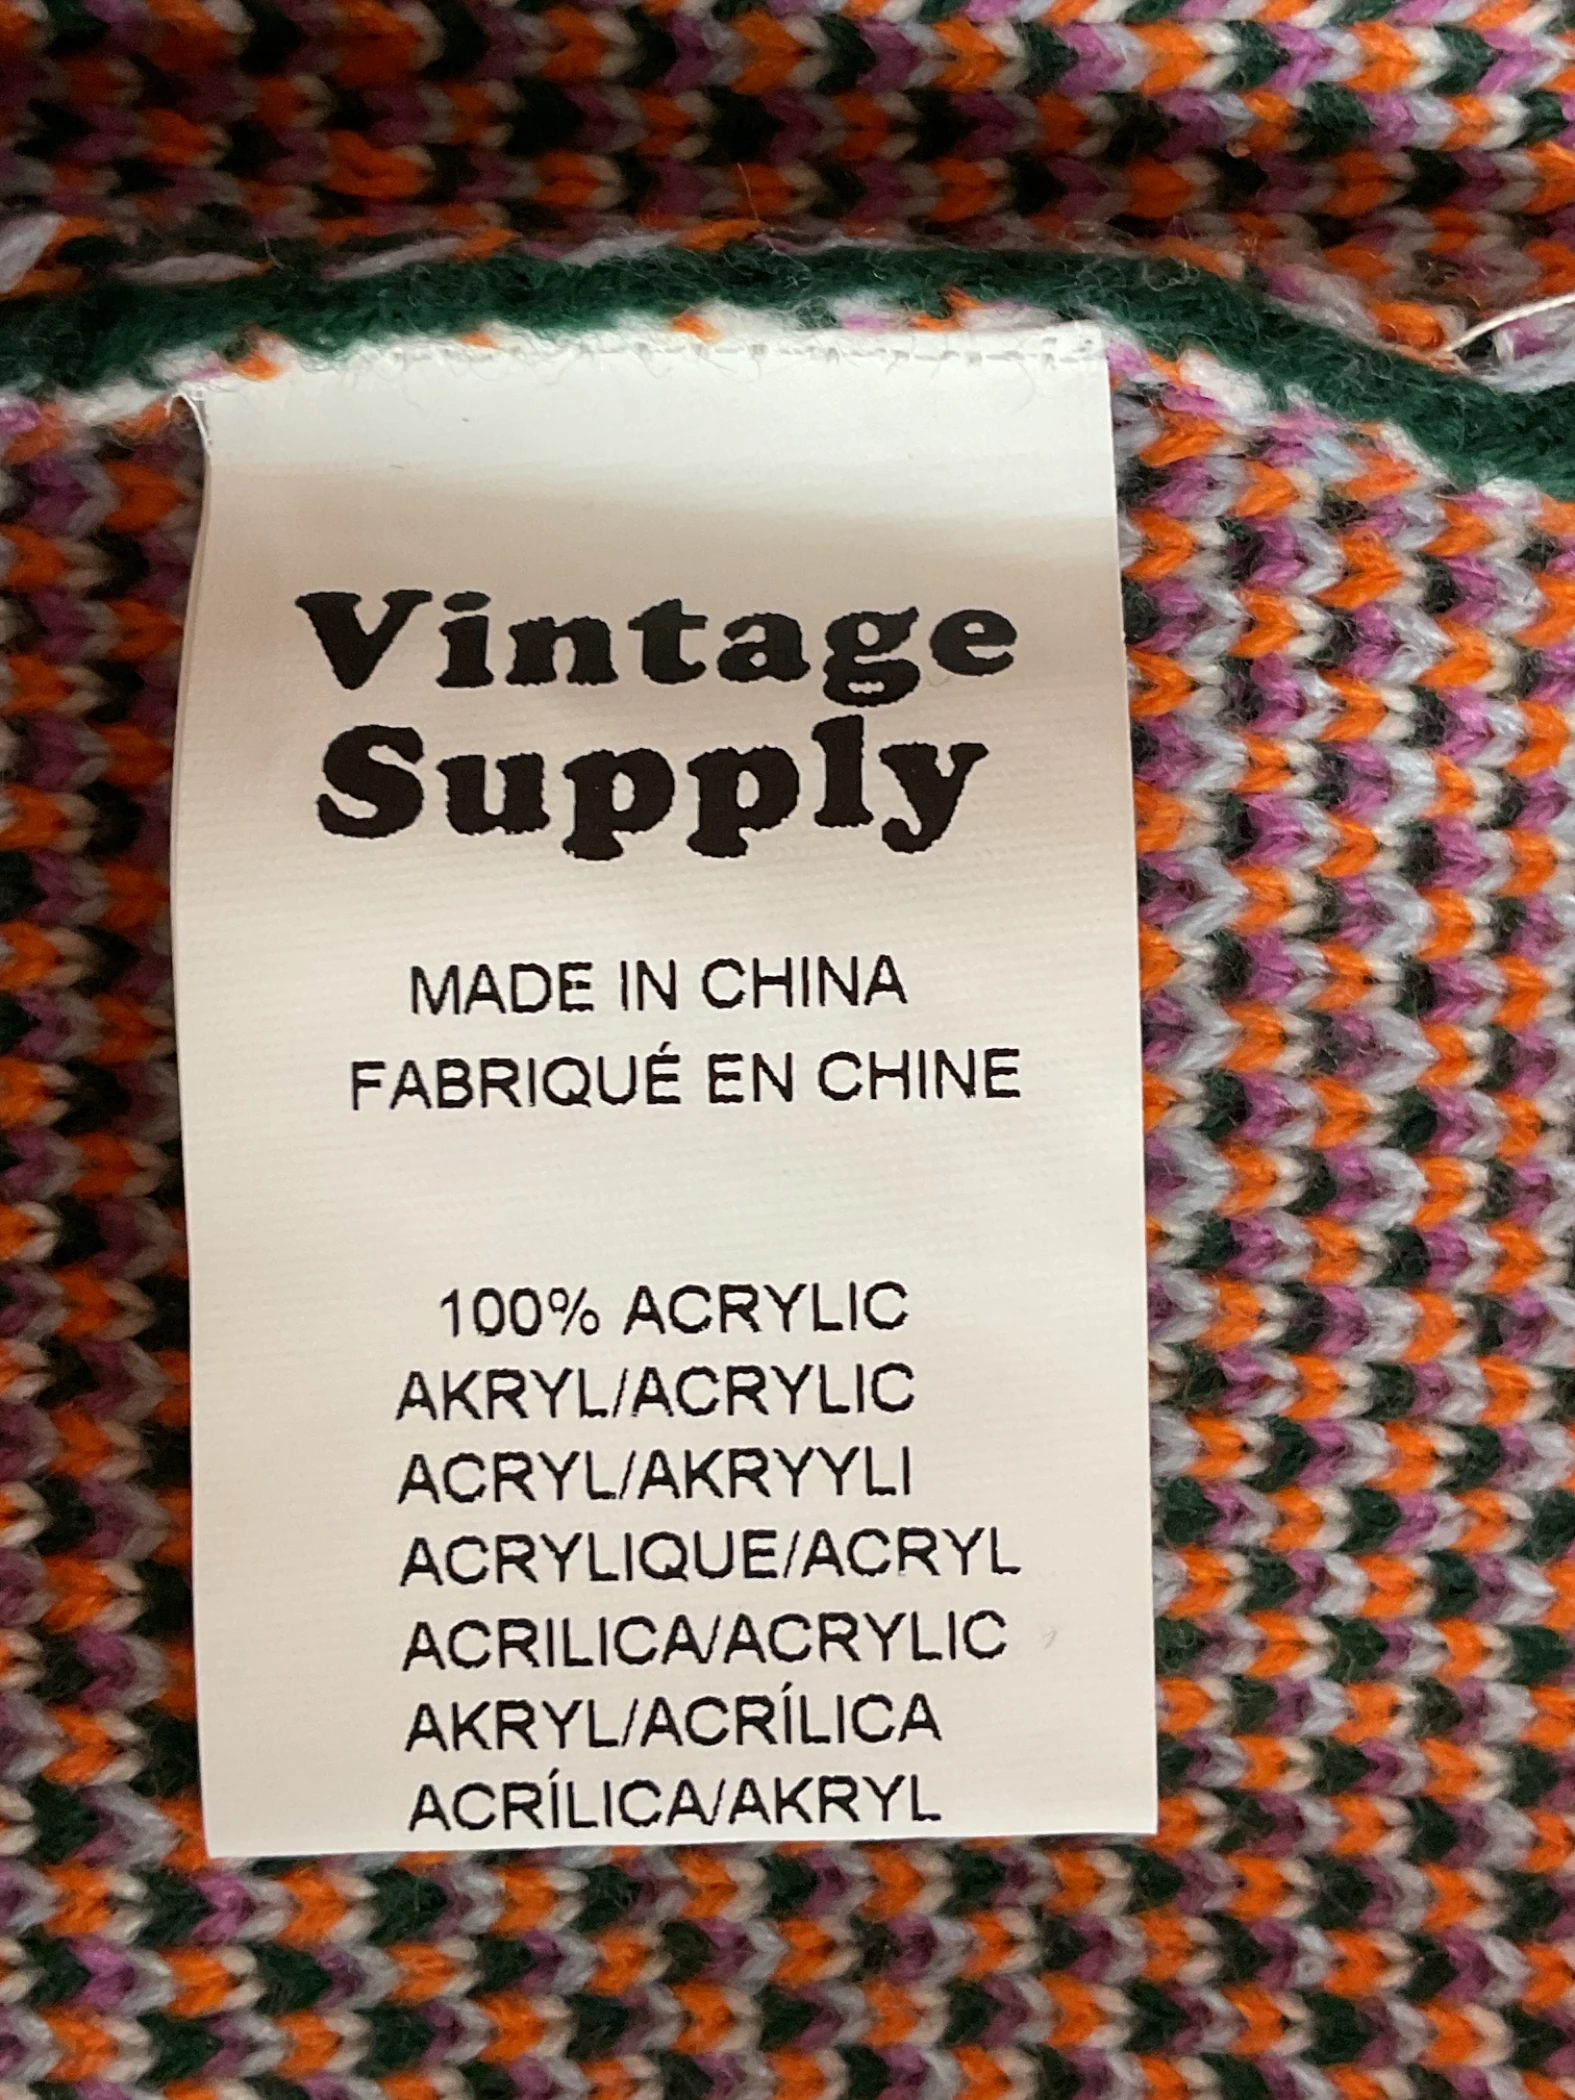 Vintage
Supply
MADE IN CHINA
FABRIQUÉ EN CHINE
100% ACRYLIC
AKRYL/ACRYLIC
ACRYL/AKRYYLI
ACRYLIQUE/ACRYL
ACRILICA/ACRYLIC
AKRYL/ACRÍLICA
ACRÍLICA/AKRYL